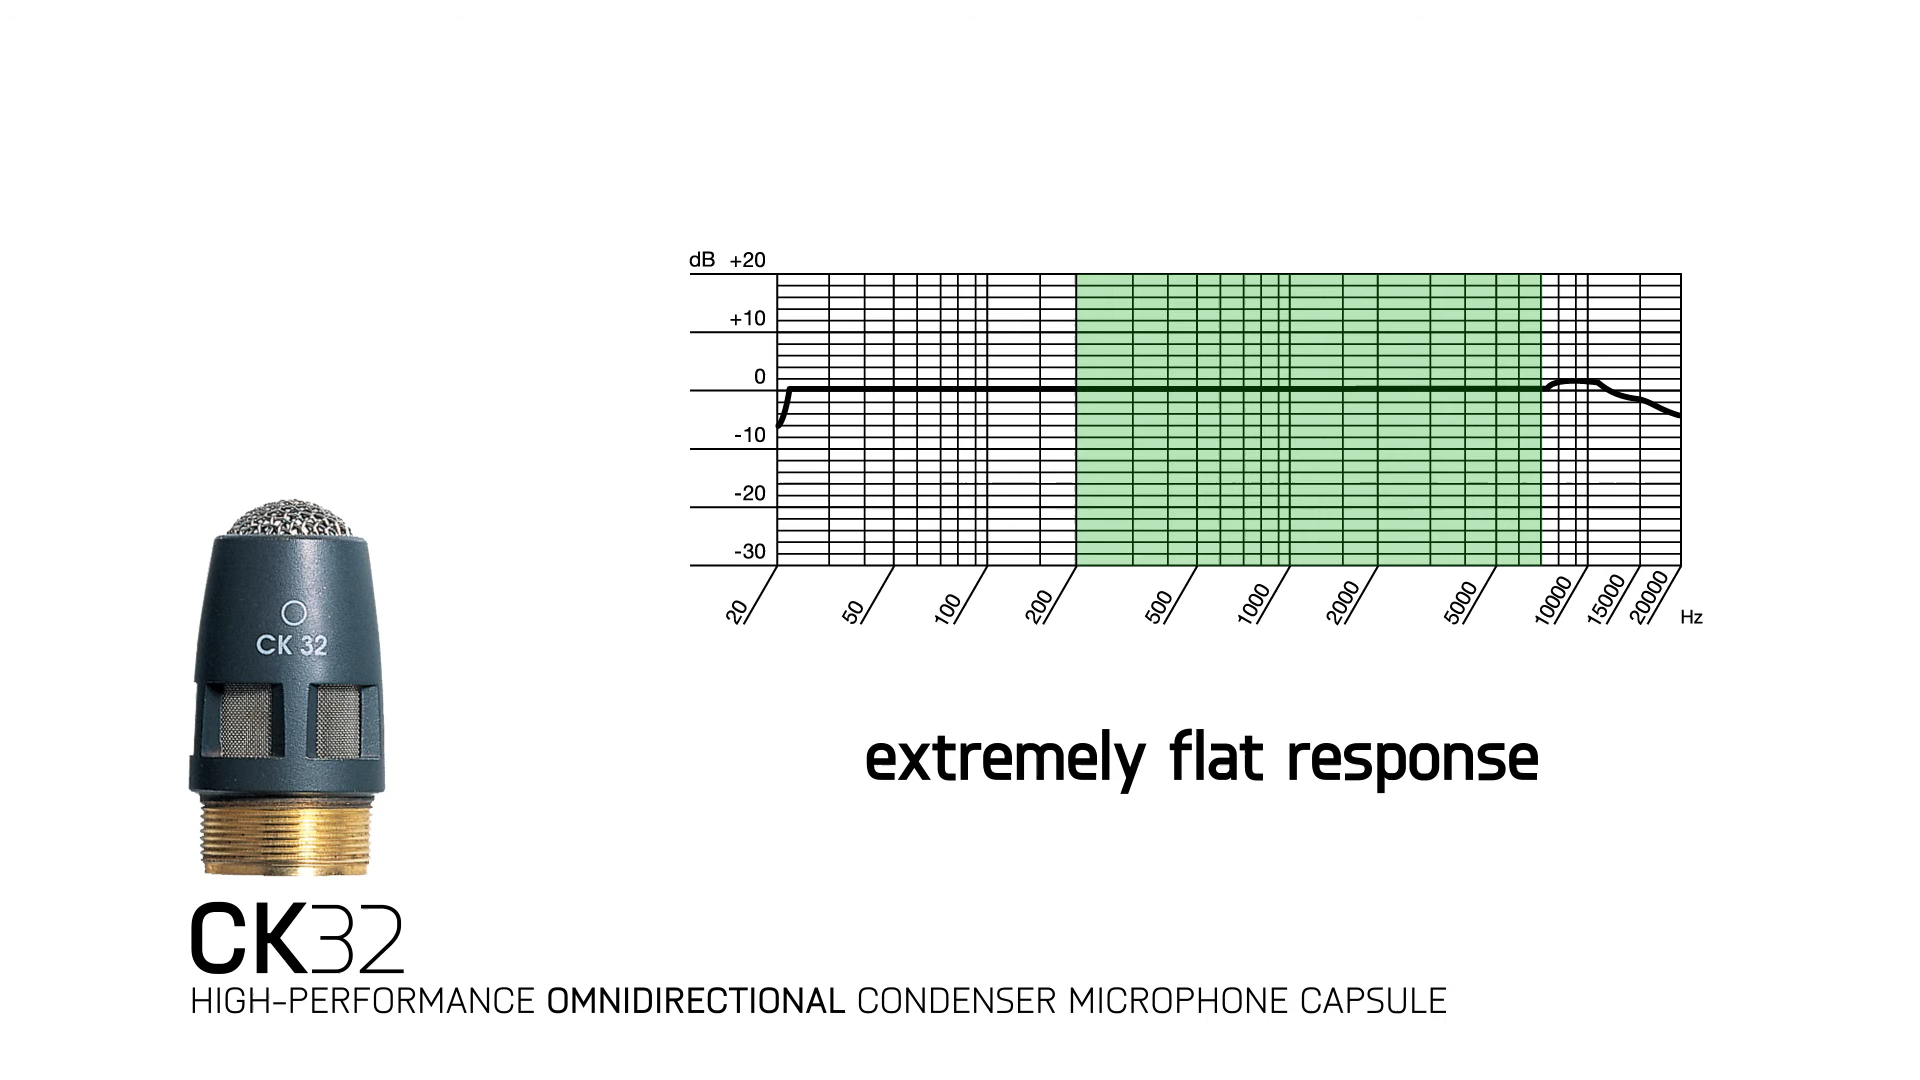 dB +20
+10
0
-10
-20
-30
20 50 100 200 500 1000 2000 5000 10000 15000 20000 Hz
extremely flat response
CK 32
CK32
HIGH-PERFORMANCE OMNIDIRECTIONAL CONDENSER MICROPHONE CAPSULE